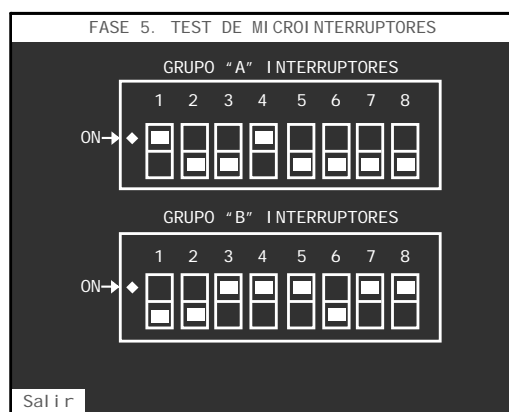 FASE 5. TEST DE MICROINTERRUPTORES
GRUPO “A” INTERRUPTORES
1 2 3 4 5 6 7 8
ON
GRUPO “B” INTERRUPTORES
1 2 3 4 5 6 7 8
ON
Salir